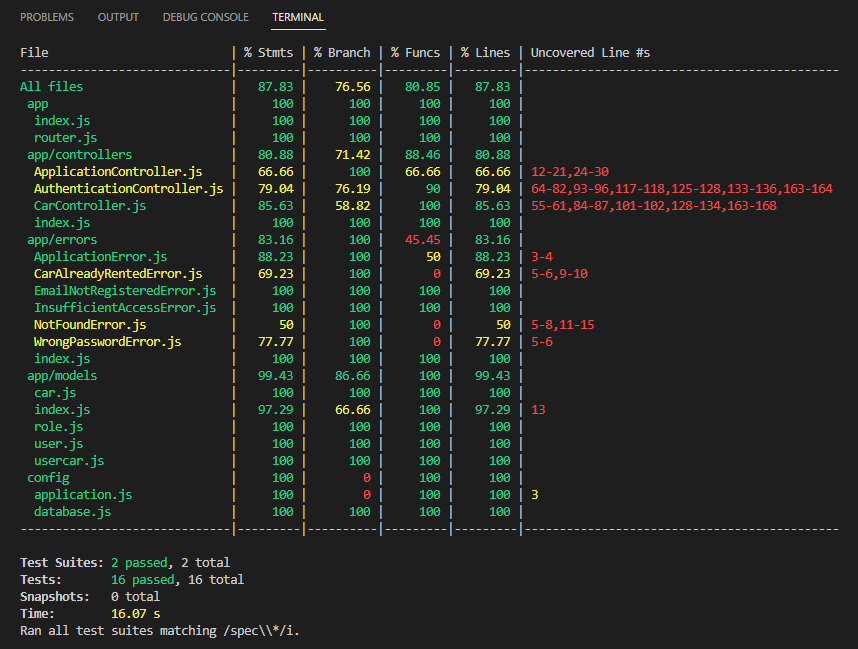 PROBLEMS OUTPUT DEBUG CONSOLE TERMINAL
File | % Stmts | % Branch | % Funcs | % Lines | Uncovered Line #s
------------------------------|---------|----------|---------|---------|---------------------------------------------
All files | 87.83 | 76.56 | 80.85 | 87.83 |
app | 100 | 100 | 100 | 100 |
index.js | 100 | 100 | 100 | 100 |
router.js | 100 | 100 | 100 | 100 |
app/controllers | 80.88 | 71.42 | 88.46 | 80.88 |
ApplicationController.js | 66.66 | 100 | 66.66 | 66.66 | 12-21,24-30
AuthenticationController.js | 79.04 | 76.19 | 90 | 79.04 | 64-82,93-96,117-118,125-128,133-136,163-164
CarController.js | 85.63 | 58.82 | 100 | 85.63 | 55-61,84-87,101-102,128-134,163-168
index.js | 100 | 100 | 100 | 100 |
app/errors | 83.16 | 100 | 45.45 | 83.16 |
ApplicationError.js | 88.23 | 100 | 50 | 88.23 | 3-4
CarAlreadyRentedError.js | 69.23 | 100 | 0 | 69.23 | 5-6,9-10
EmailNotRegisteredError.js | 100 | 100 | 100 | 100 |
InsufficientAccessError.js | 100 | 100 | 100 | 100 |
NotFoundError.js | 50 | 100 | 0 | 50 | 5-8,11-15
WrongPasswordError.js | 77.77 | 100 | 0 | 77.77 | 5-6
index.js | 100 | 100 | 100 | 100 |
app/models | 99.43 | 86.66 | 100 | 99.43 |
car.js | 100 | 100 | 100 | 100 |
index.js | 97.29 | 66.66 | 100 | 97.29 | 13
role.js | 100 | 100 | 100 | 100 |
user.js | 100 | 100 | 100 | 100 |
usercar.js | 100 | 100 | 100 | 100 |
config | 100 | 0 | 100 | 100 |
application.js | 100 | 0 | 100 | 100 | 3
database.js | 100 | 100 | 100 | 100 |
------------------------------|---------|----------|---------|---------|---------------------------------------------
Test Suites: 2 passed, 2 total
Tests: 16 passed, 16 total
Snapshots: 0 total
Time: 16.07 s
Ran all test suites matching /spec\\*/i.